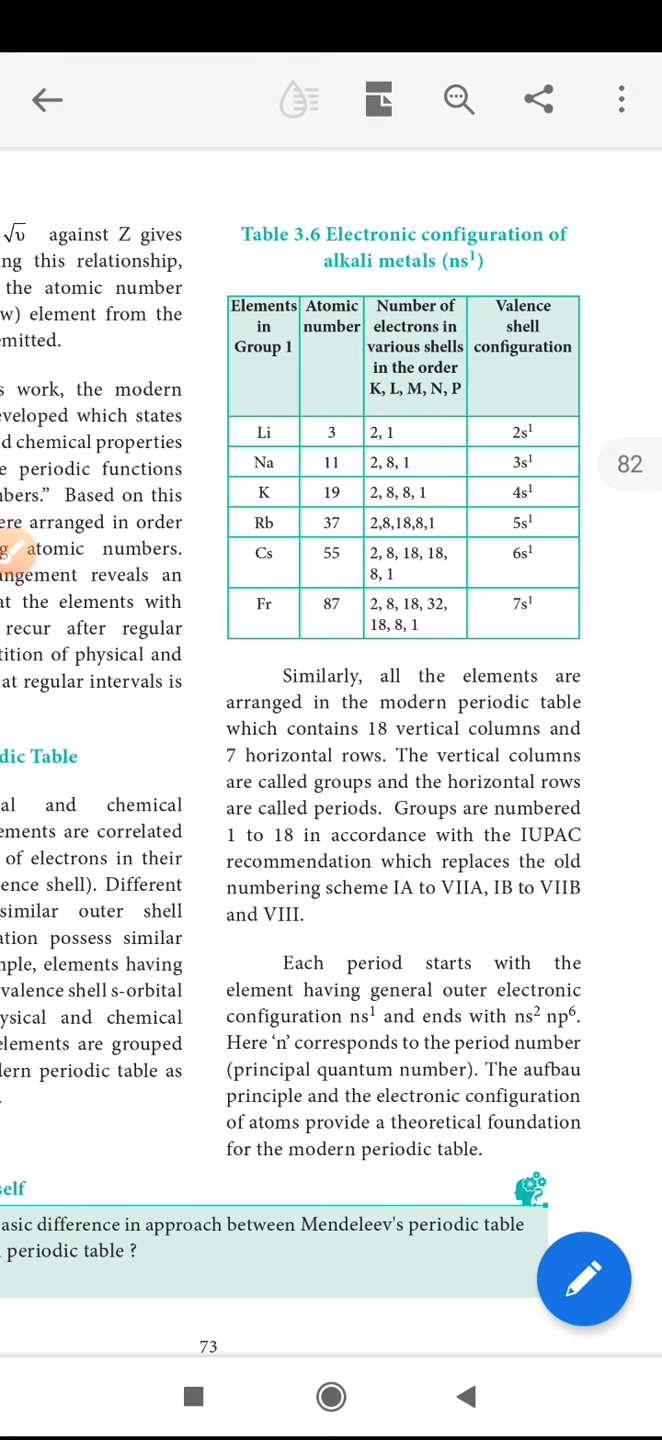 √υ against Z gives
ng this relationship,
the atomic number
w) element from the
emitted.
s work, the modern
eveloped which states
d chemical properties
e periodic functions
bers.” Based on this
ere arranged in order
g atomic numbers.
angement reveals an
at the elements with
recur after regular
tition of physical and
at regular intervals is
dic Table
al and chemical
ements are correlated
of electrons in their
ence shell). Different
similar outer shell
ation possess similar
mple, elements having
valence shell s-orbital
ysical and chemical
elements are grouped
dern periodic table as
.
Table 3.6 Electronic configuration of
alkali metals (ns¹)
Elements in Group 1 | Atomic number | Number of electrons in various shells in the order K, L, M, N, P | Valence shell configuration
Li 3 2, 1 2s¹
Na 11 2, 8, 1 3s¹
K 19 2, 8, 8, 1 4s¹
Rb 37 2,8,18,8,1 5s¹
Cs 55 2, 8, 18, 18, 8, 1 6s¹
Fr 87 2, 8, 18, 32, 18, 8, 1 7s¹
82
Similarly, all the elements are
arranged in the modern periodic table
which contains 18 vertical columns and
7 horizontal rows. The vertical columns
are called groups and the horizontal rows
are called periods. Groups are numbered
1 to 18 in accordance with the IUPAC
recommendation which replaces the old
numbering scheme IA to VIIA, IB to VIIB
and VIII.
Each period starts with the
element having general outer electronic
configuration ns¹ and ends with ns² np⁶.
Here ‘n’ corresponds to the period number
(principal quantum number). The aufbau
principle and the electronic configuration
of atoms provide a theoretical foundation
for the modern periodic table.
self
asic difference in approach between Mendeleev's periodic table
periodic table ?
73